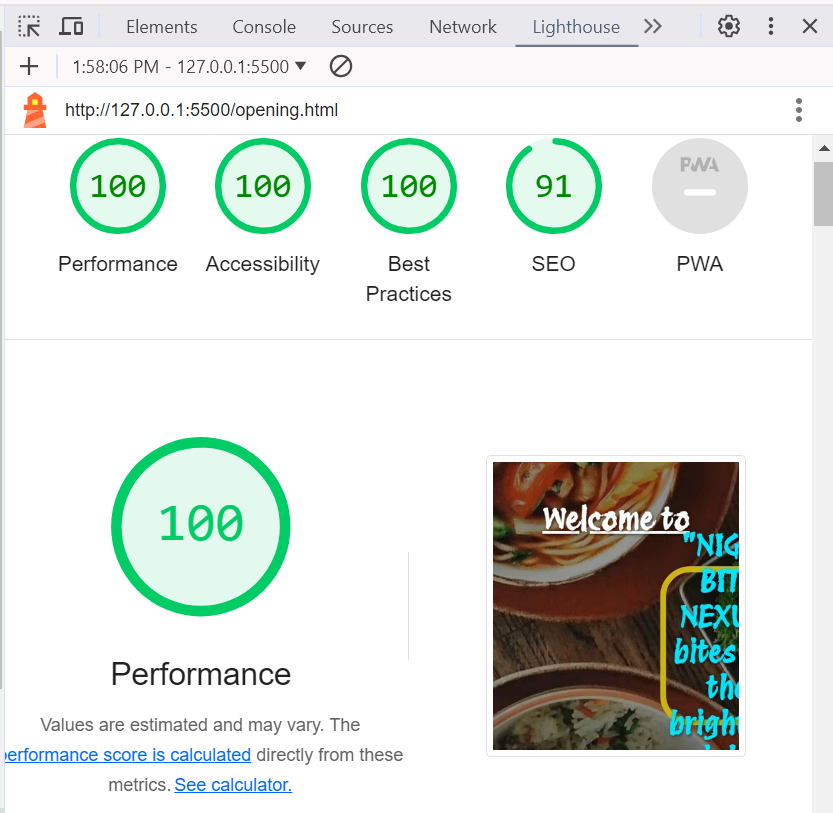 Elements Console Sources Network Lighthouse
1:58:06 PM - 127.0.0.1:5500
http://127.0.0.1:5500/opening.html
100 100 100 91 PWA
Performance Accessibility Best Practices SEO PWA
100
Performance
Values are estimated and may vary. The
performance score is calculated directly from these
metrics. See calculator.
Welcome to
"NIG
BIT
NEXU
bites
the
bright